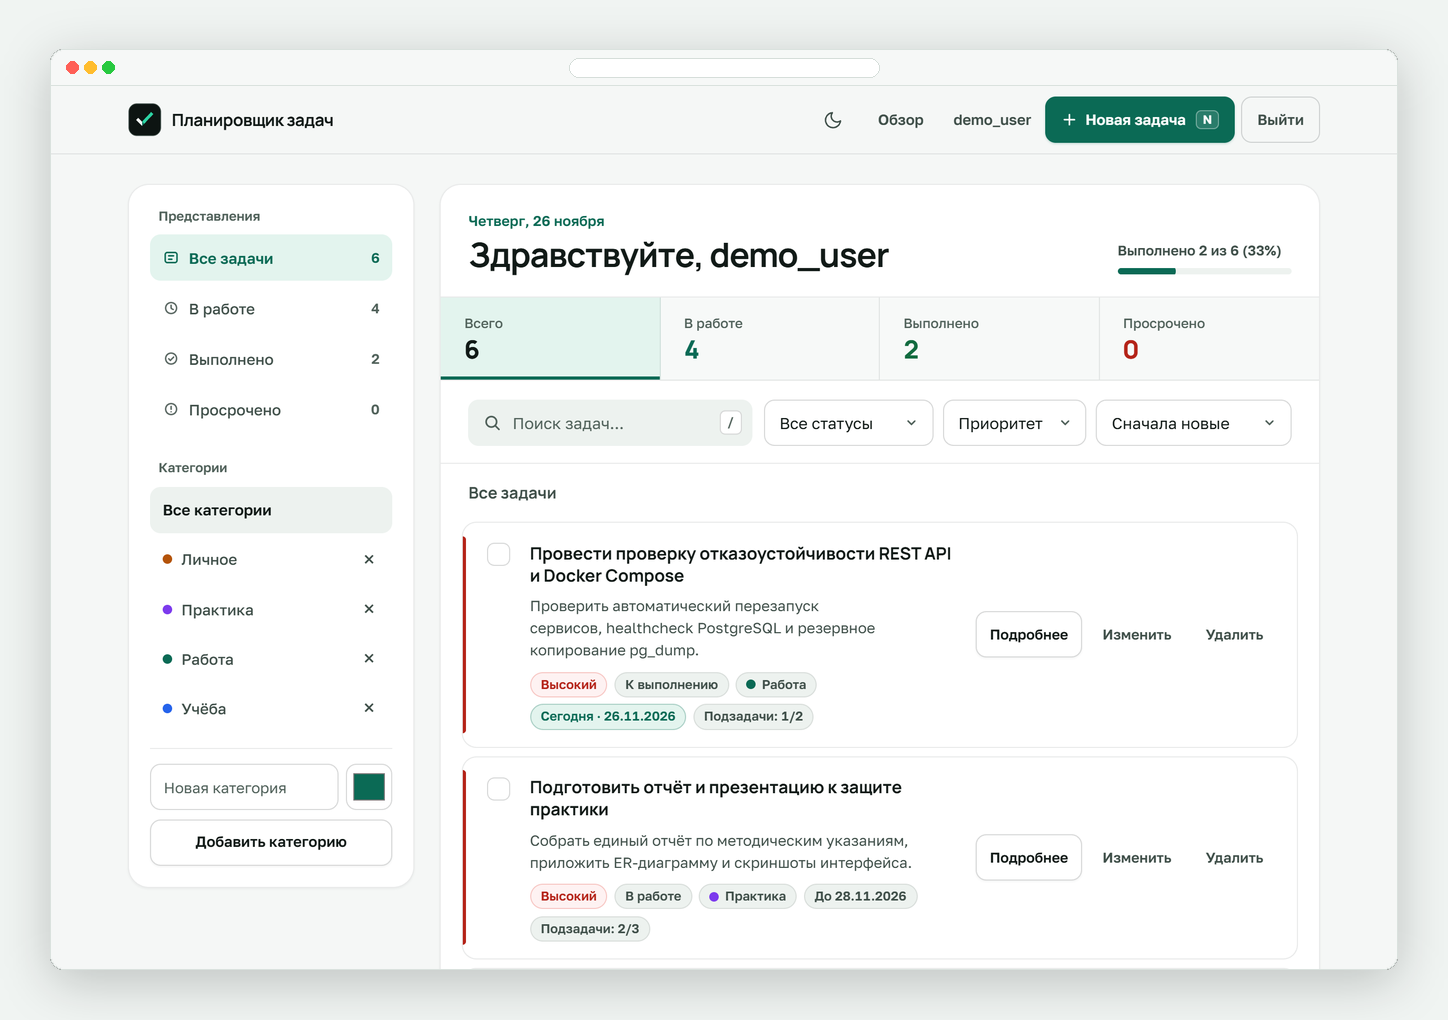 Планировщик задач
Обзор
demo_user
+ Новая задача N
Выйти
Представления
Все задачи 6
В работе 4
Выполнено 2
Просрочено 0
Категории
Все категории
Личное ×
Практика ×
Работа ×
Учёба ×
Новая категория
Добавить категорию
Четверг, 26 ноября
Здравствуйте, demo_user
Выполнено 2 из 6 (33%)
Всего
6
В работе
4
Выполнено
2
Просрочено
0
Поиск задач... /
Все статусы
Приоритет
Сначала новые
Все задачи
Провести проверку отказоустойчивости REST API
и Docker Compose
Проверить автоматический перезапуск
сервисов, healthcheck PostgreSQL и резервное
копирование pg_dump.
Высокий
К выполнению
Работа
Сегодня · 26.11.2026
Подзадачи: 1/2
Подробнее
Изменить
Удалить
Подготовить отчёт и презентацию к защите
практики
Собрать единый отчёт по методическим указаниям,
приложить ER-диаграмму и скриншоты интерфейса.
Высокий
В работе
Практика
До 28.11.2026
Подзадачи: 2/3
Подробнее
Изменить
Удалить